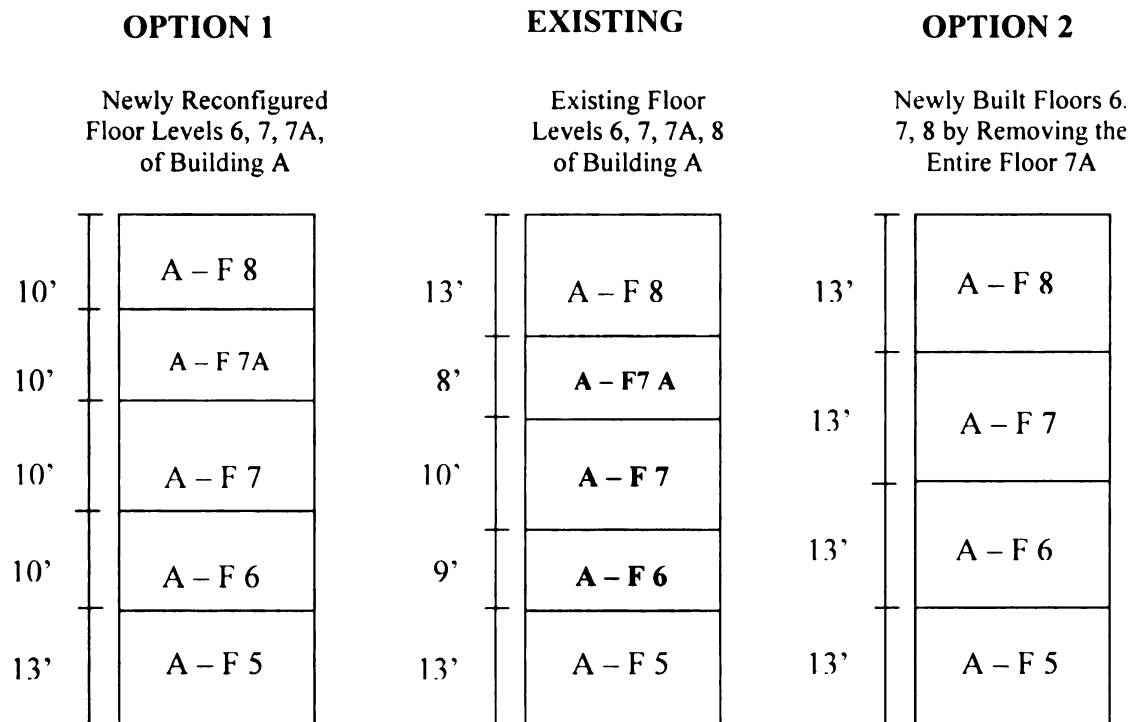 OPTION 1
Newly Reconfigured
Floor Levels 6, 7, 7A,
of Building A
10’
A – F 8
10’
A – F 7A
10’
A – F 7
10’
A – F 6
13’
A – F 5
EXISTING
Existing Floor
Levels 6, 7, 7A, 8
of Building A
13’
A – F 8
8’
A – F7 A
10’
A – F 7
9’
A – F 6
13’
A – F 5
OPTION 2
Newly Built Floors 6.
7, 8 by Removing the
Entire Floor 7A
13’
A – F 8
13’
A – F 7
13’
A – F 6
13’
A – F 5